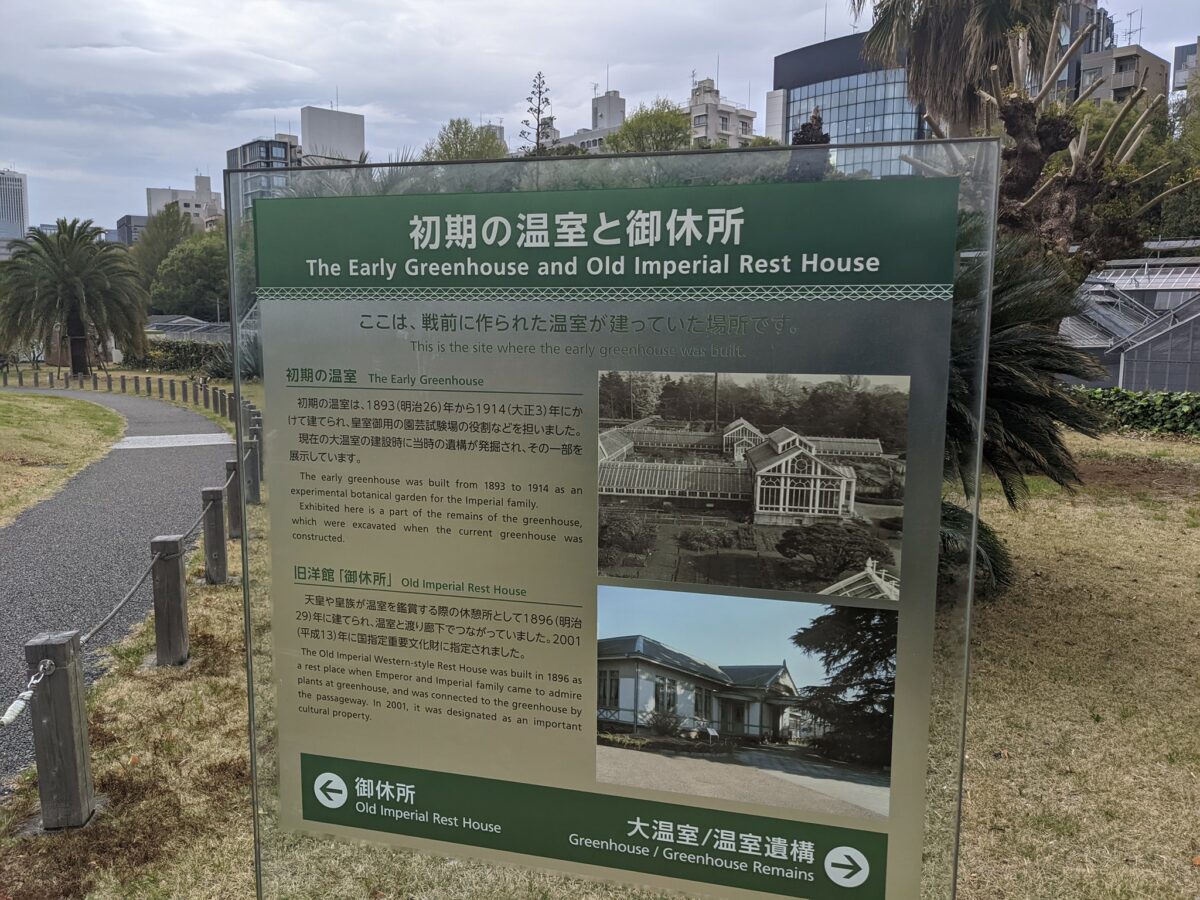 初期の温室と御休所
The Early Greenhouse and Old Imperial Rest House
ここは、戦前に作られた温室が建っていた場所です。
This is the site where the early greenhouse was built.
初期の温室 The Early Greenhouse
初期の温室は、1893(明治26)年から1914(大正3)年にか
けて建てられ、皇室御用の園芸試験場の役割などを担いました。
現在の大温室の建設時に当時の遺構が発掘され、その一部を
展示しています。
The early greenhouse was built from 1893 to 1914 as an
experimental botanical garden for the Imperial family.
Exhibited here is a part of the remains of the greenhouse,
which were excavated when the current greenhouse was
constructed.
旧洋館「御休所」 Old Imperial Rest House
天皇や皇族が温室を鑑賞する際の休憩所として1896(明治
29)年に建てられ、温室と渡り廊下でつながっていました。2001
(平成13)年に国指定重要文化財に指定されました。
The Old Imperial Western-style Rest House was built in 1896 as
a rest place when Emperor and Imperial family came to admire
plants at greenhouse, and was connected to the greenhouse by
the passageway. In 2001, it was designated as an important
cultural property.
御休所
Old Imperial Rest House
大温室/温室遺構
Greenhouse / Greenhouse Remains